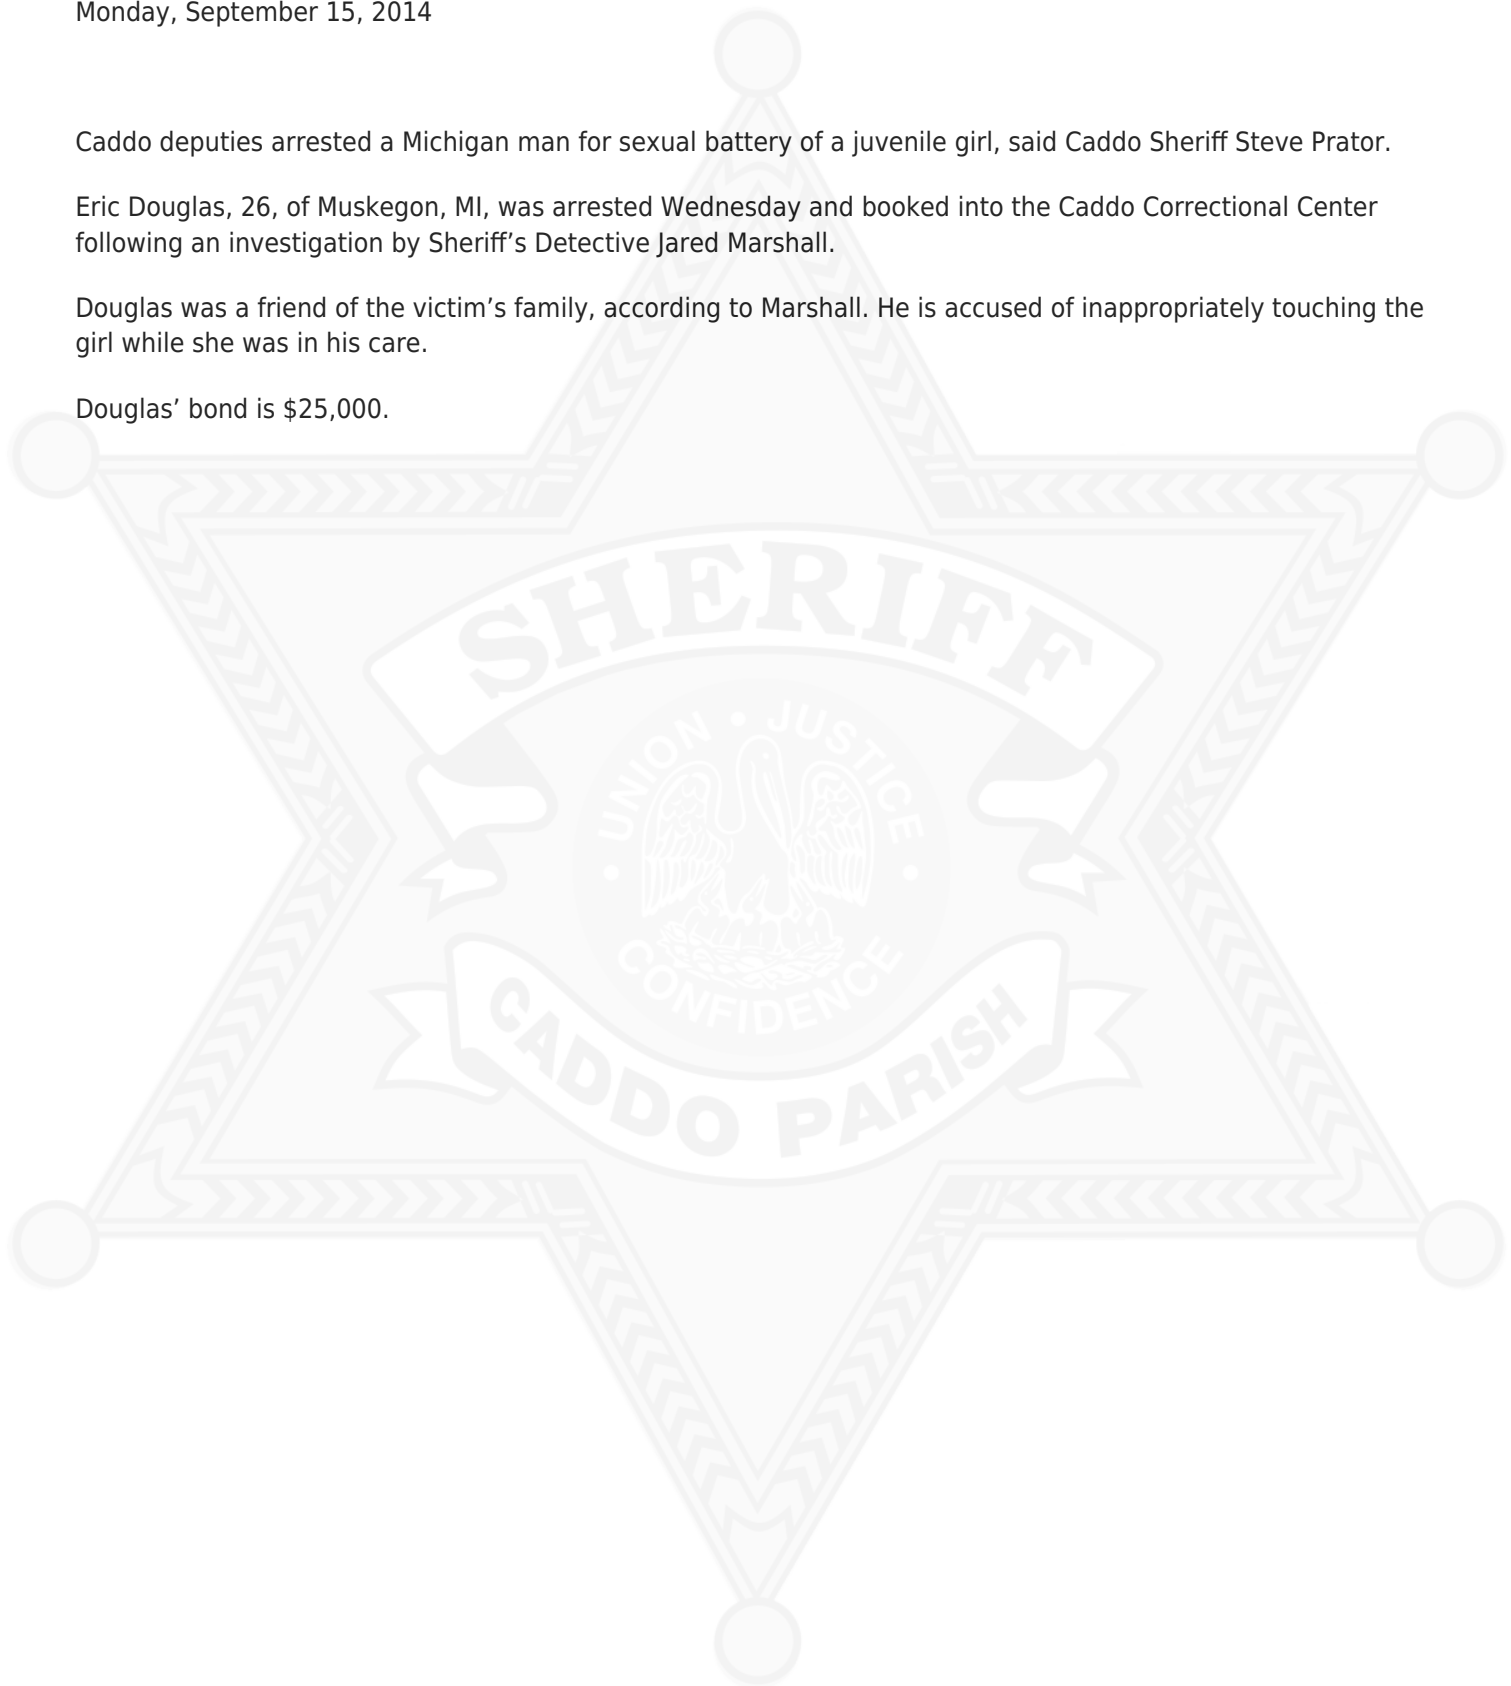 Monday, September 15, 2014
Caddo deputies arrested a Michigan man for sexual battery of a juvenile girl, said Caddo Sheriff Steve Prator.
Eric Douglas, 26, of Muskegon, MI, was arrested Wednesday and booked into the Caddo Correctional Center
following an investigation by Sheriff’s Detective Jared Marshall.
Douglas was a friend of the victim’s family, according to Marshall. He is accused of inappropriately touching the
girl while she was in his care.
Douglas’ bond is $25,000.
SHERIFF
UNION • JUSTICE
• CONFIDENCE •
CADDO PARISH